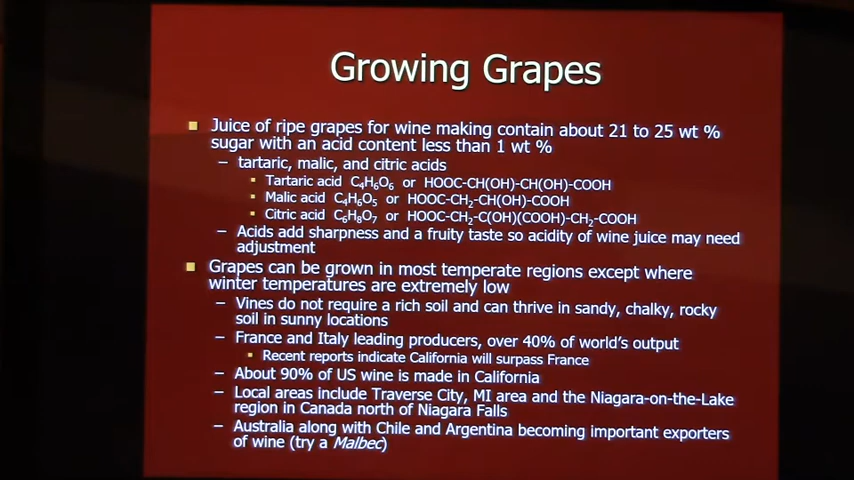 Growing Grapes
Juice of ripe grapes for wine making contain about 21 to 25 wt %
sugar with an acid content less than 1 wt %
– tartaric, malic, and citric acids
Tartaric acid C₄H₆O₆ or HOOC-CH(OH)-CH(OH)-COOH
Malic acid C₄H₆O₅ or HOOC-CH₂-CH(OH)-COOH
Citric acid C₆H₈O₇ or HOOC-CH₂-C(OH)(COOH)-CH₂-COOH
– Acids add sharpness and a fruity taste so acidity of wine juice may need
adjustment
Grapes can be grown in most temperate regions except where
winter temperatures are extremely low
– Vines do not require a rich soil and can thrive in sandy, chalky, rocky
soil in sunny locations
– France and Italy leading producers, over 40% of world's output
Recent reports indicate California will surpass France
– About 90% of US wine is made in California
– Local areas include Traverse City, MI area and the Niagara-on-the-Lake
region in Canada north of Niagara Falls
– Australia along with Chile and Argentina becoming important exporters
of wine (try a Malbec)